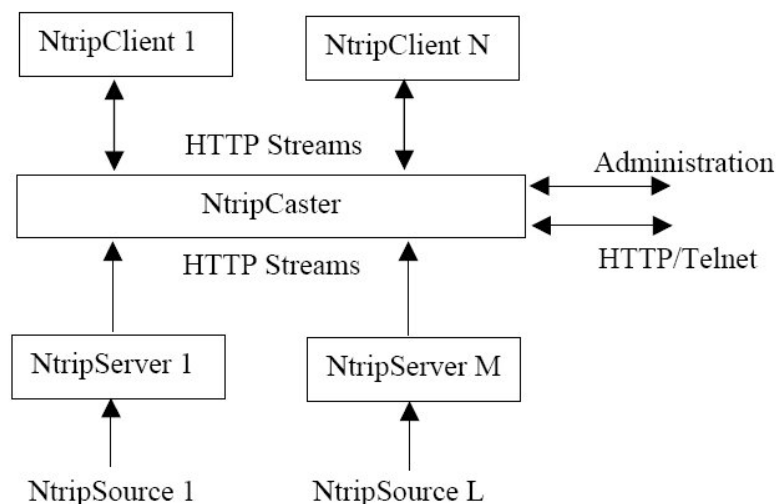 NtripClient 1
NtripClient N
HTTP Streams
Administration
NtripCaster
HTTP Streams
HTTP/Telnet
NtripServer 1
NtripServer M
NtripSource 1
NtripSource L